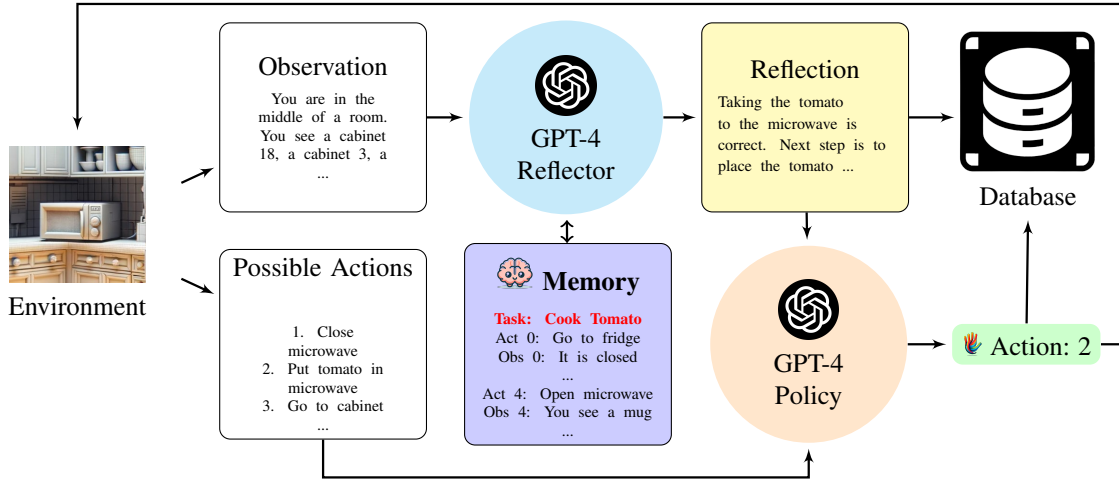 Observation
You are in the
middle of a room.
You see a cabinet
18, a cabinet 3, a
...
GPT-4
Reflector
Reflection
Taking the tomato
to the microwave is
correct. Next step is to
place the tomato ...
Database
Environment
Possible Actions
1. Close
microwave
2. Put tomato in
microwave
3. Go to cabinet
...
Memory
Task: Cook Tomato
Act 0: Go to fridge
Obs 0: It is closed
...
Act 4: Open microwave
Obs 4: You see a mug
...
GPT-4
Policy
Action: 2